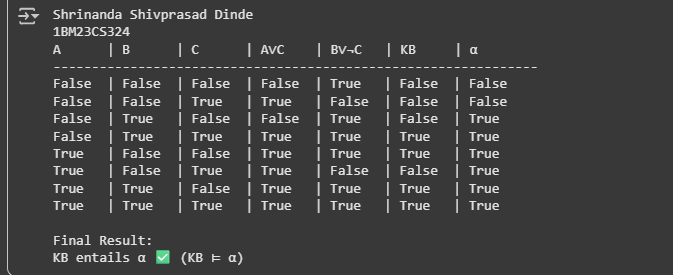 Shrinanda Shivprasad Dinde
1BM23CS324
A | B | C | A∨C | B∨¬C | KB | α
----------------------------------------------------------------
False | False | False | False | True | False | False
False | False | True | True | False | False | False
False | True | False | False | True | False | True
False | True | True | True | True | True | True
True | False | False | True | True | True | True
True | False | True | True | False | False | True
True | True | False | True | True | True | True
True | True | True | True | True | True | True
Final Result:
KB entails α ✅ (KB ⊨ α)